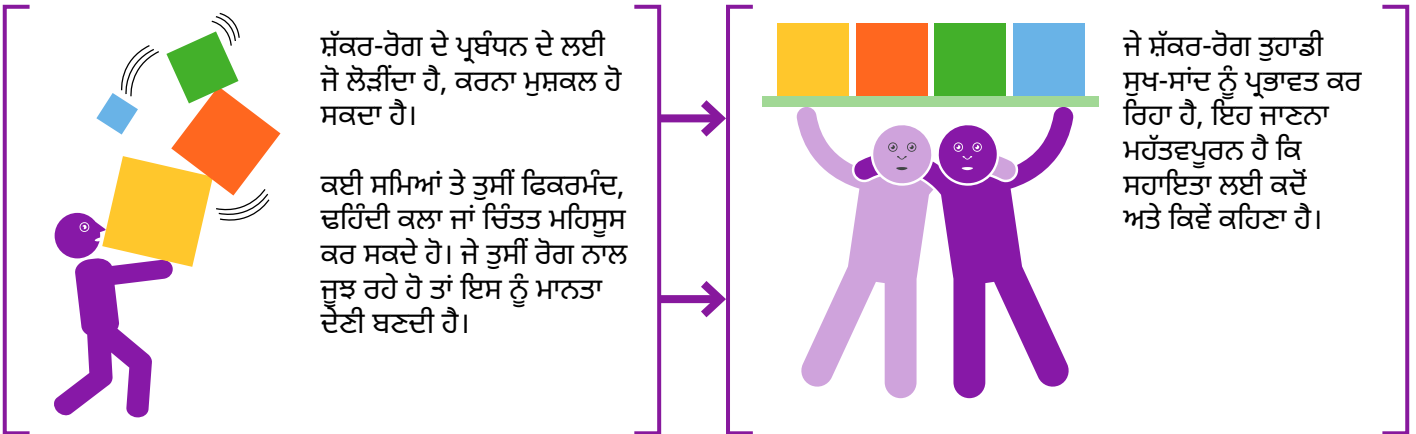 ਸ਼ੱਕਰ-ਰੋਗ ਦੇ ਪ੍ਰਬੰਧਨ ਦੇ ਲਈ
ਜੋ ਲੋੜੀਂਦਾ ਹੈ, ਕਰਨਾ ਮੁਸ਼ਕਲ ਹੋ
ਸਕਦਾ ਹੈ।
ਕਈ ਸਮਿਆਂ ਤੇ ਤੁਸੀਂ ਫਿਕਰਮੰਦ,
ਢਹਿੰਦੀ ਕਲਾ ਜਾਂ ਚਿੰਤਤ ਮਹਿਸੂਸ
ਕਰ ਸਕਦੇ ਹੋ। ਜੇ ਤੁਸੀਂ ਰੋਗ ਨਾਲ
ਜੂਝ ਰਹੇ ਹੋ ਤਾਂ ਇਸ ਨੂੰ ਮਾਨਤਾ
ਦੇਣੀ ਬਣਦੀ ਹੈ।
ਜੇ ਸ਼ੱਕਰ-ਰੋਗ ਤੁਹਾਡੀ
ਸੁਖ-ਸਾਂਦ ਨੂੰ ਪ੍ਰਭਾਵਤ ਕਰ
ਰਿਹਾ ਹੈ, ਇਹ ਜਾਣਨਾ
ਮਹੱਤਵਪੂਰਨ ਹੈ ਕਿ
ਸਹਾਇਤਾ ਲਈ ਕਦੋਂ
ਅਤੇ ਕਿਵੇਂ ਕਹਿਣਾ ਹੈ।